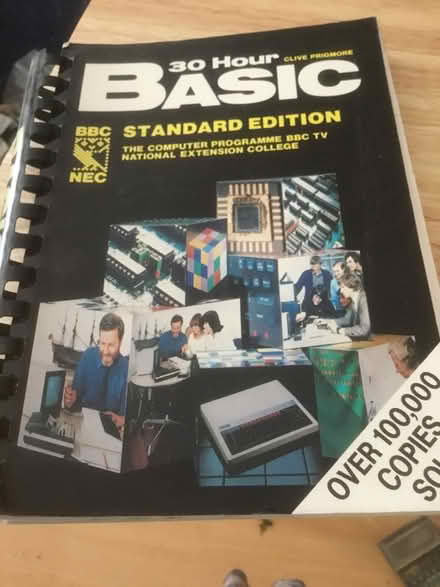 30 Hour
CLIVE PRIGMORE
BASIC
BBC
NEC
STANDARD EDITION
THE COMPUTER PROGRAMME BBC TV
NATIONAL EXTENSION COLLEGE
OVER 100,000
COPIES
SOL